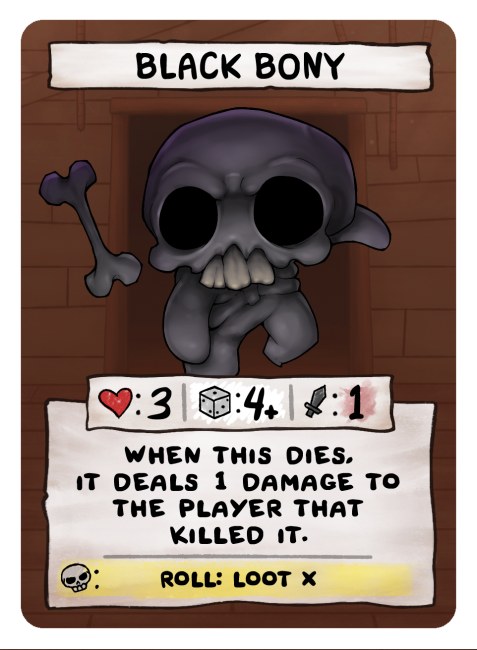 BLACK BONY
:3 :4+ :1
WHEN THIS DIES,
IT DEALS 1 DAMAGE TO
THE PLAYER THAT
KILLED IT.
: ROLL: LOOT X